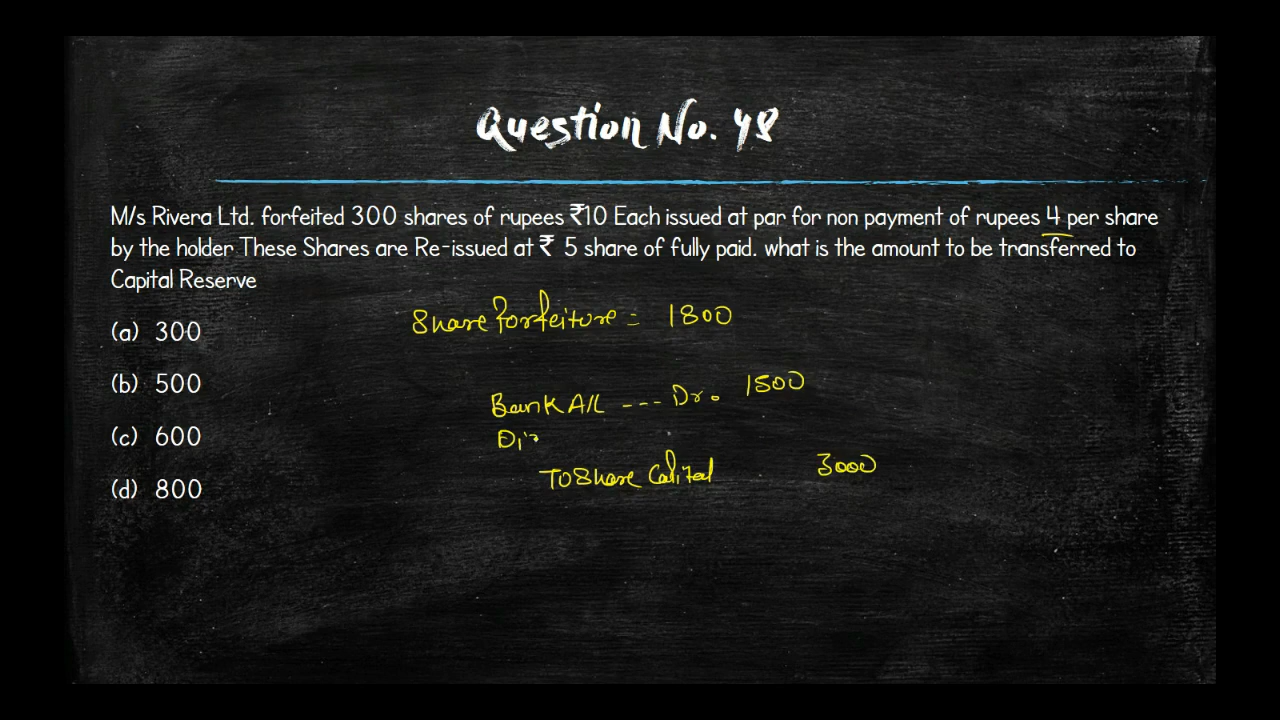 Question No. 48
M/s Rivera Ltd. forfeited 300 shares of rupees ₹10 Each issued at par for non payment of rupees 4 per share
by the holder These Shares are Re-issued at ₹ 5 share of fully paid. what is the amount to be transferred to
Capital Reserve
(a) 300
Share forfeiture = 1800
(b) 500
Bank A/c --- Dr. 1500
(c) 600
Dis
To Share Capital 3000
(d) 800